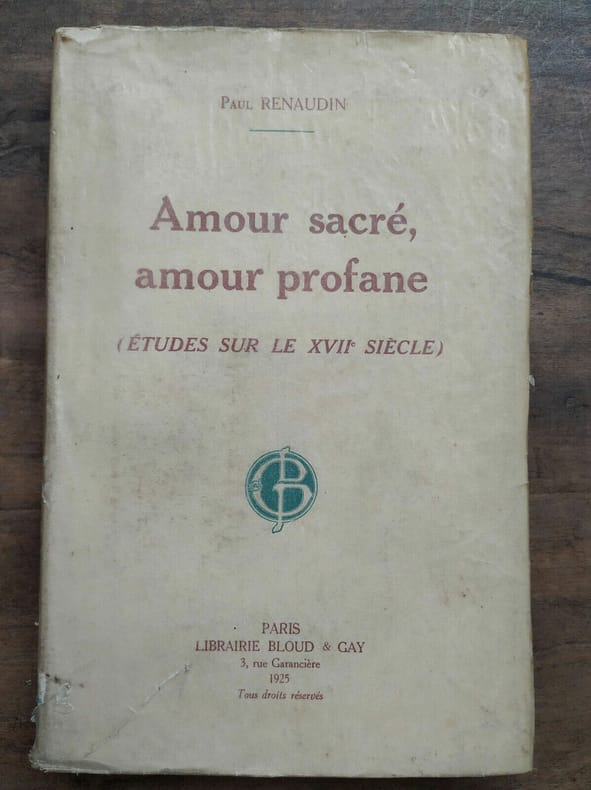 Paul RENAUDIN
Amour sacré,
amour profane
(ÉTUDES SUR LE XVIIe SIÈCLE)
BG
PARIS
LIBRAIRIE BLOUD & GAY
3, rue Garancière
1925
Tous droits réservés